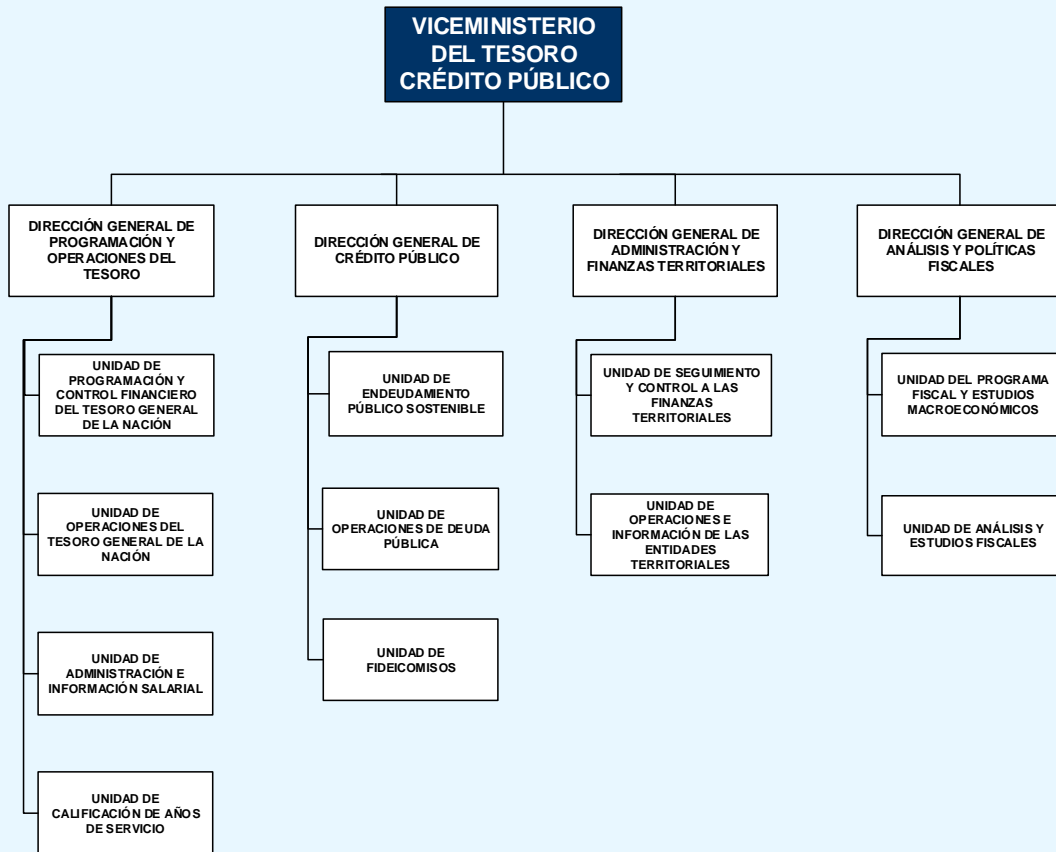 VICEMINISTERIO
DEL TESORO
CRÉDITO PÚBLICO
DIRECCIÓN GENERAL DE
PROGRAMACIÓN Y
OPERACIONES DEL
TESORO
DIRECCIÓN GENERAL DE
CRÉDITO PÚBLICO
DIRECCIÓN GENERAL DE
ADMINISTRACIÓN Y
FINANZAS TERRITORIALES
DIRECCIÓN GENERAL DE
ANÁLISIS Y POLÍTICAS
FISCALES
UNIDAD DE
PROGRAMACIÓN Y
CONTROL FINANCIERO
DEL TESORO GENERAL
DE LA NACIÓN
UNIDAD DE
OPERACIONES DEL
TESORO GENERAL DE LA
NACIÓN
UNIDAD DE
ADMINISTRACIÓN E
INFORMACIÓN SALARIAL
UNIDAD DE
CALIFICACIÓN DE AÑOS
DE SERVICIO
UNIDAD DE
ENDEUDAMIENTO
PÚBLICO SOSTENIBLE
UNIDAD DE
OPERACIONES DE DEUDA
PÚBLICA
UNIDAD DE
FIDEICOMISOS
UNIDAD DE SEGUIMIENTO
Y CONTROL A LAS
FINANZAS
TERRITORIALES
UNIDAD DE
OPERACIONES E
INFORMACIÓN DE LAS
ENTIDADES
TERRITORIALES
UNIDAD DEL PROGRAMA
FISCAL Y ESTUDIOS
MACROECONÓMICOS
UNIDAD DE ANÁLISIS Y
ESTUDIOS FISCALES